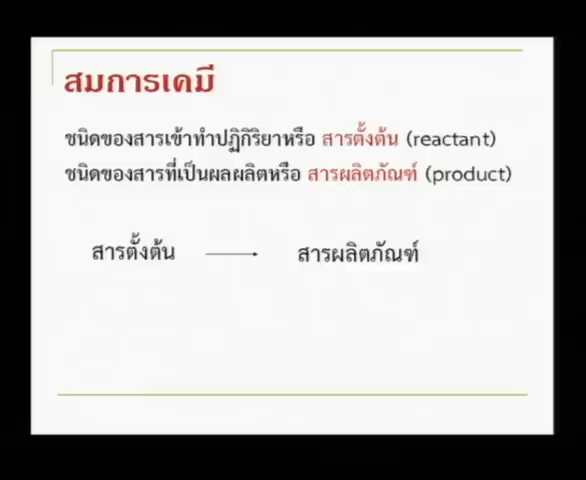 สมการเคมี
ชนิดของสารเข้าทำปฏิกิริยาหรือ สารตั้งต้น (reactant)
ชนิดของสารที่เป็นผลผลิตหรือ สารผลิตภัณฑ์ (product)
สารตั้งต้น ⟶ สารผลิตภัณฑ์